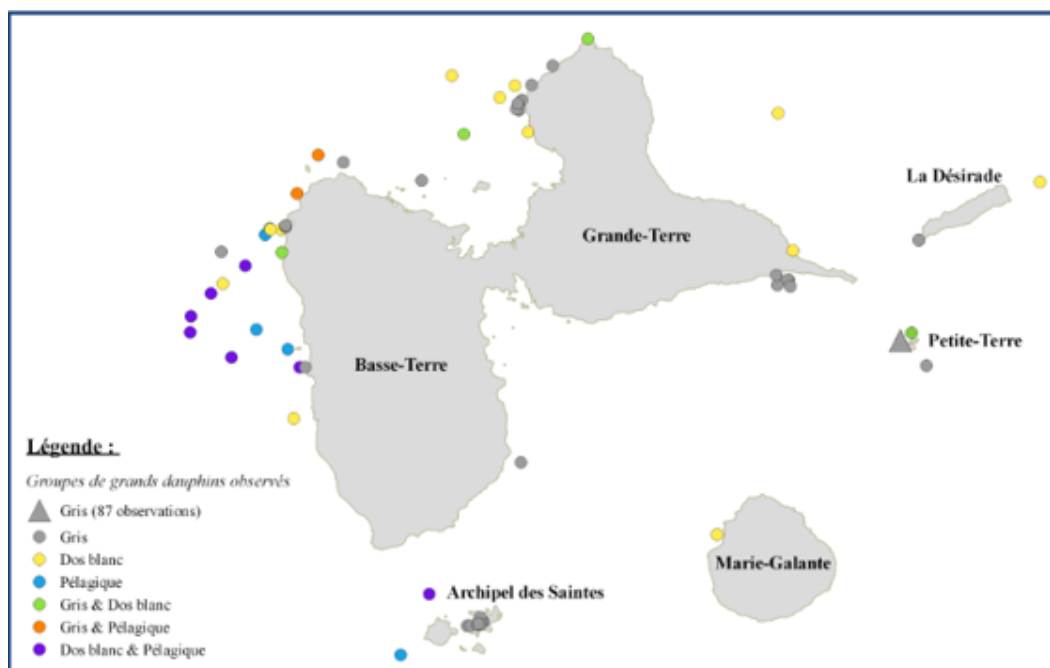 La Désirade
Grande-Terre
Petite-Terre
Basse-Terre
Marie-Galante
Archipel des Saintes
Légende :
Groupes de grands dauphins observés
Gris (87 observations)
Gris
Dos blanc
Pélagique
Gris & Dos blanc
Gris & Pélagique
Dos blanc & Pélagique